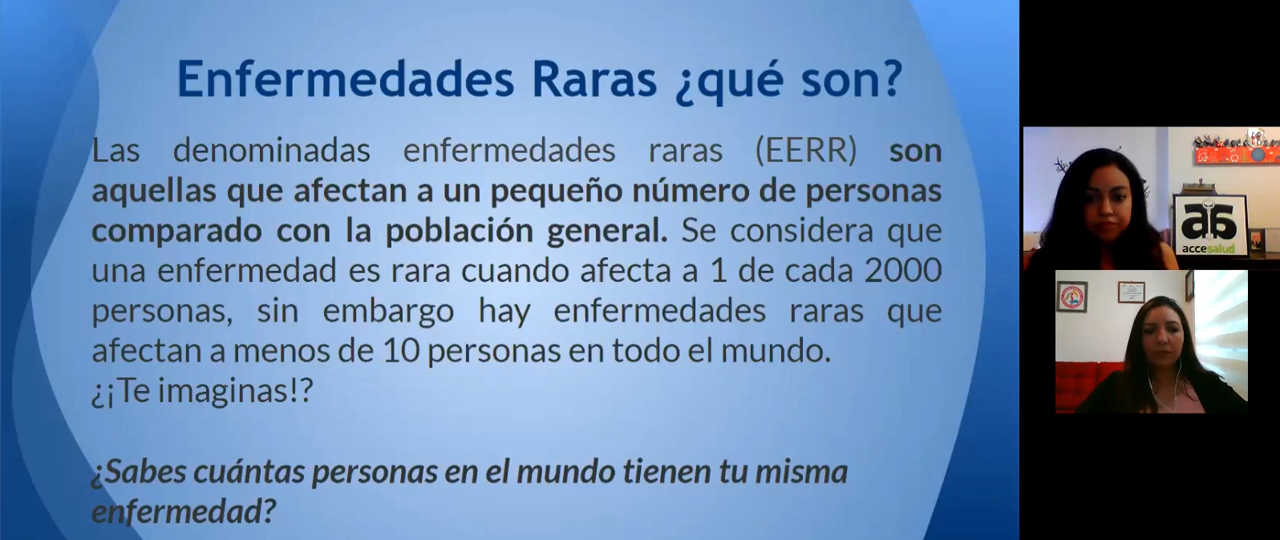 Enfermedades Raras ¿qué son?
Las denominadas enfermedades raras (EERR) son
aquellas que afectan a un pequeño número de personas
comparado con la población general. Se considera que
una enfermedad es rara cuando afecta a 1 de cada 2000
personas, sin embargo hay enfermedades raras que
afectan a menos de 10 personas en todo el mundo.
¿¡Te imaginas!?
¿Sabes cuántas personas en el mundo tienen tu misma
enfermedad?
accesalud